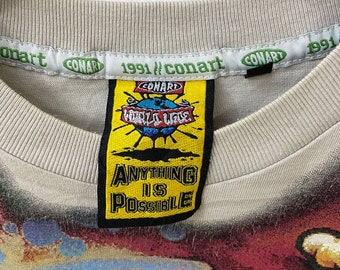 1991 // conart CONART 1991 // conart
CONART
WORLD WIDE
ANYTHING
IS
POSSIBLE